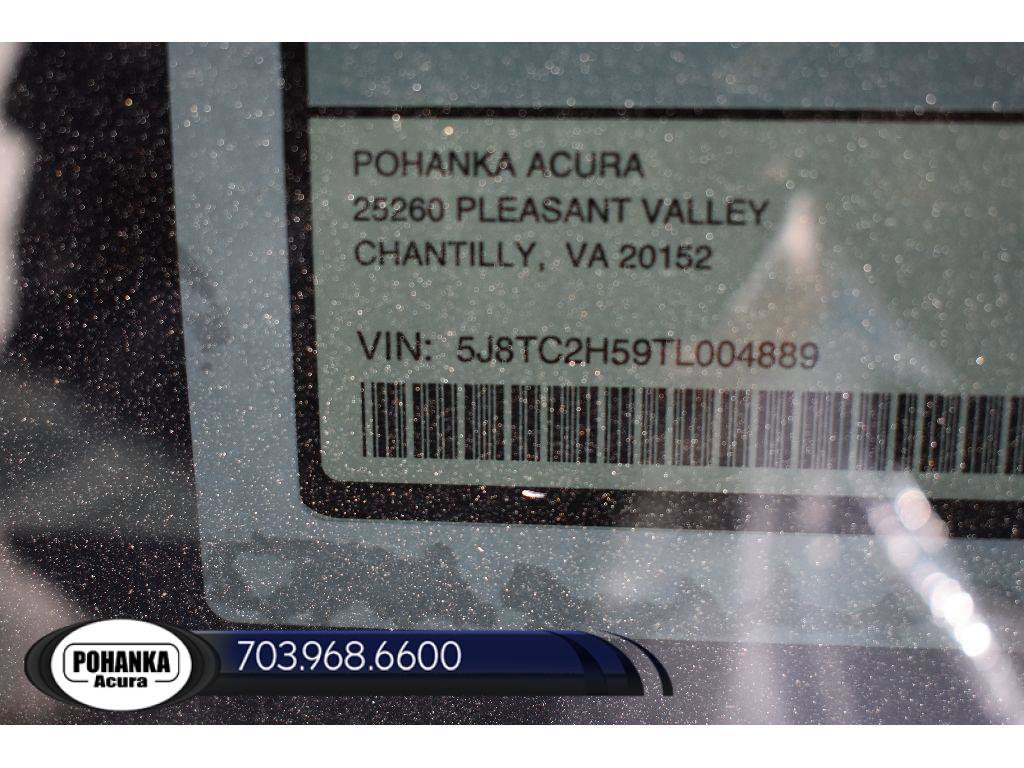 POHANKA ACURA
25260 PLEASANT VALLEY
CHANTILLY, VA 20152
VIN: 5J8TC2H59TL004889
POHANKA
Acura
703.968.6600